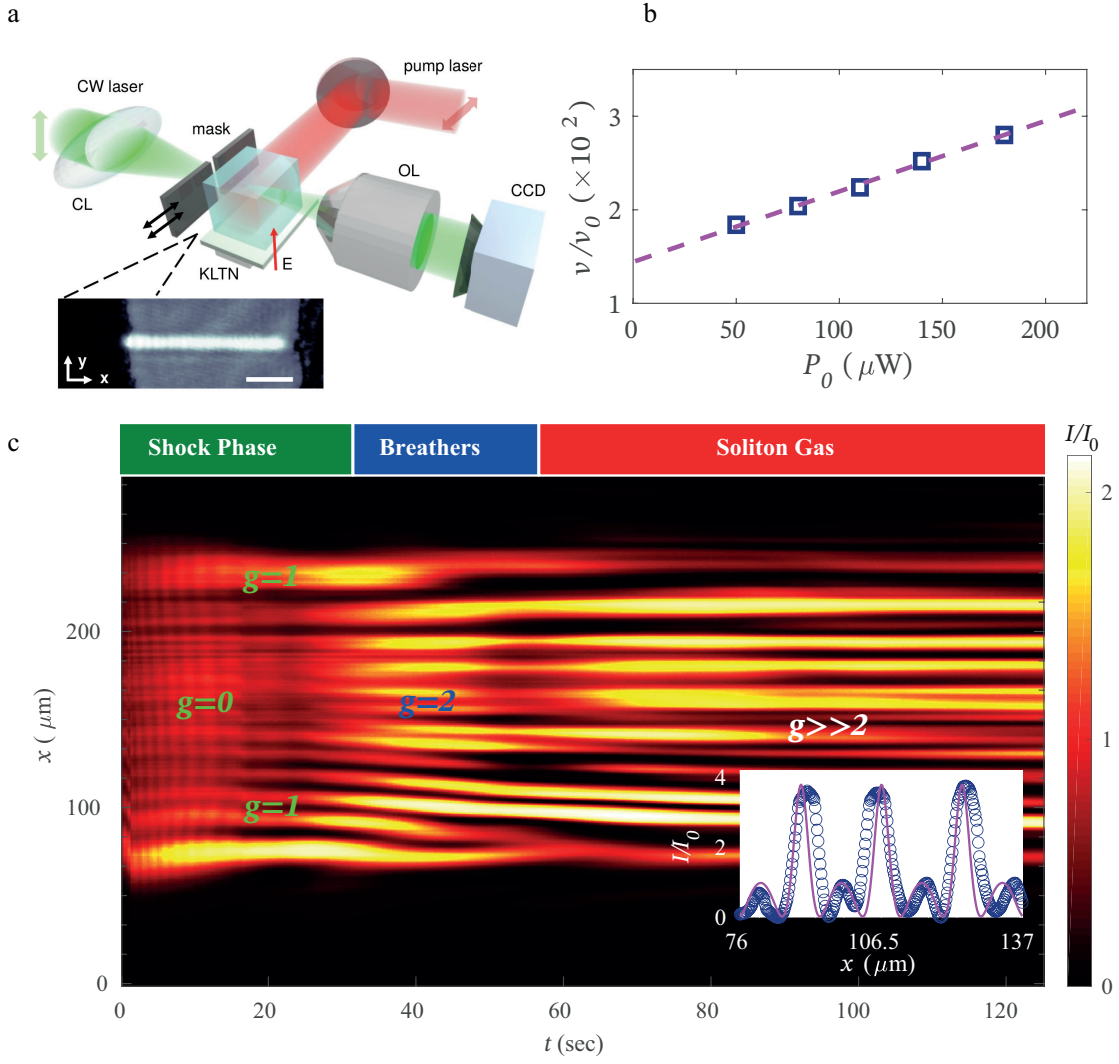 a
CW laser
pump laser
mask
OL
CCD
CL
KLTN
E
y
x
b
v/v₀ (×10²)
3
2
1
0
50
100
150
200
P₀ (μW)
c
Shock Phase
Breathers
Soliton Gas
I/I₀
2
1
0
g=1
g=0
g=2
g>>2
g=1
x (μm)
200
100
0
0
20
40
60
80
100
120
t (sec)
I/I₀
4
2
0
76
106.5
137
x (μm)